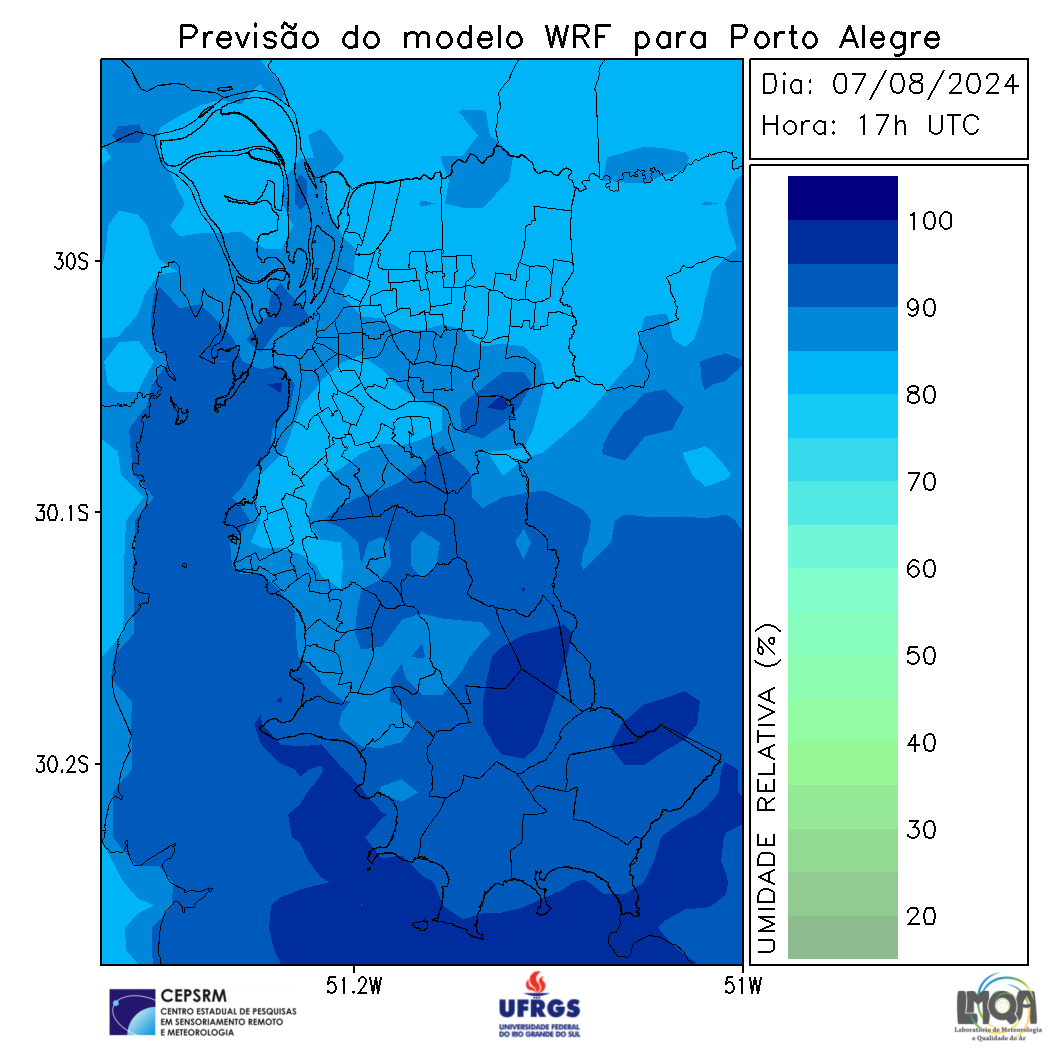 Previsão do modelo WRF para Porto Alegre
Dia: 07/08/2024
Hora: 17h UTC
30S
30.1S
30.2S
51.2W
51W
100
90
80
70
60
50
40
30
20
UMIDADE RELATIVA (%)
CEPSRM
CENTRO ESTADUAL DE PESQUISAS
EM SENSORIAMENTO REMOTO
E METEOROLOGIA
UFRGS
UNIVERSIDADE FEDERAL
DO RIO GRANDE DO SUL
LMQA
Laboratório de Meteorologia
e Qualidade do Ar